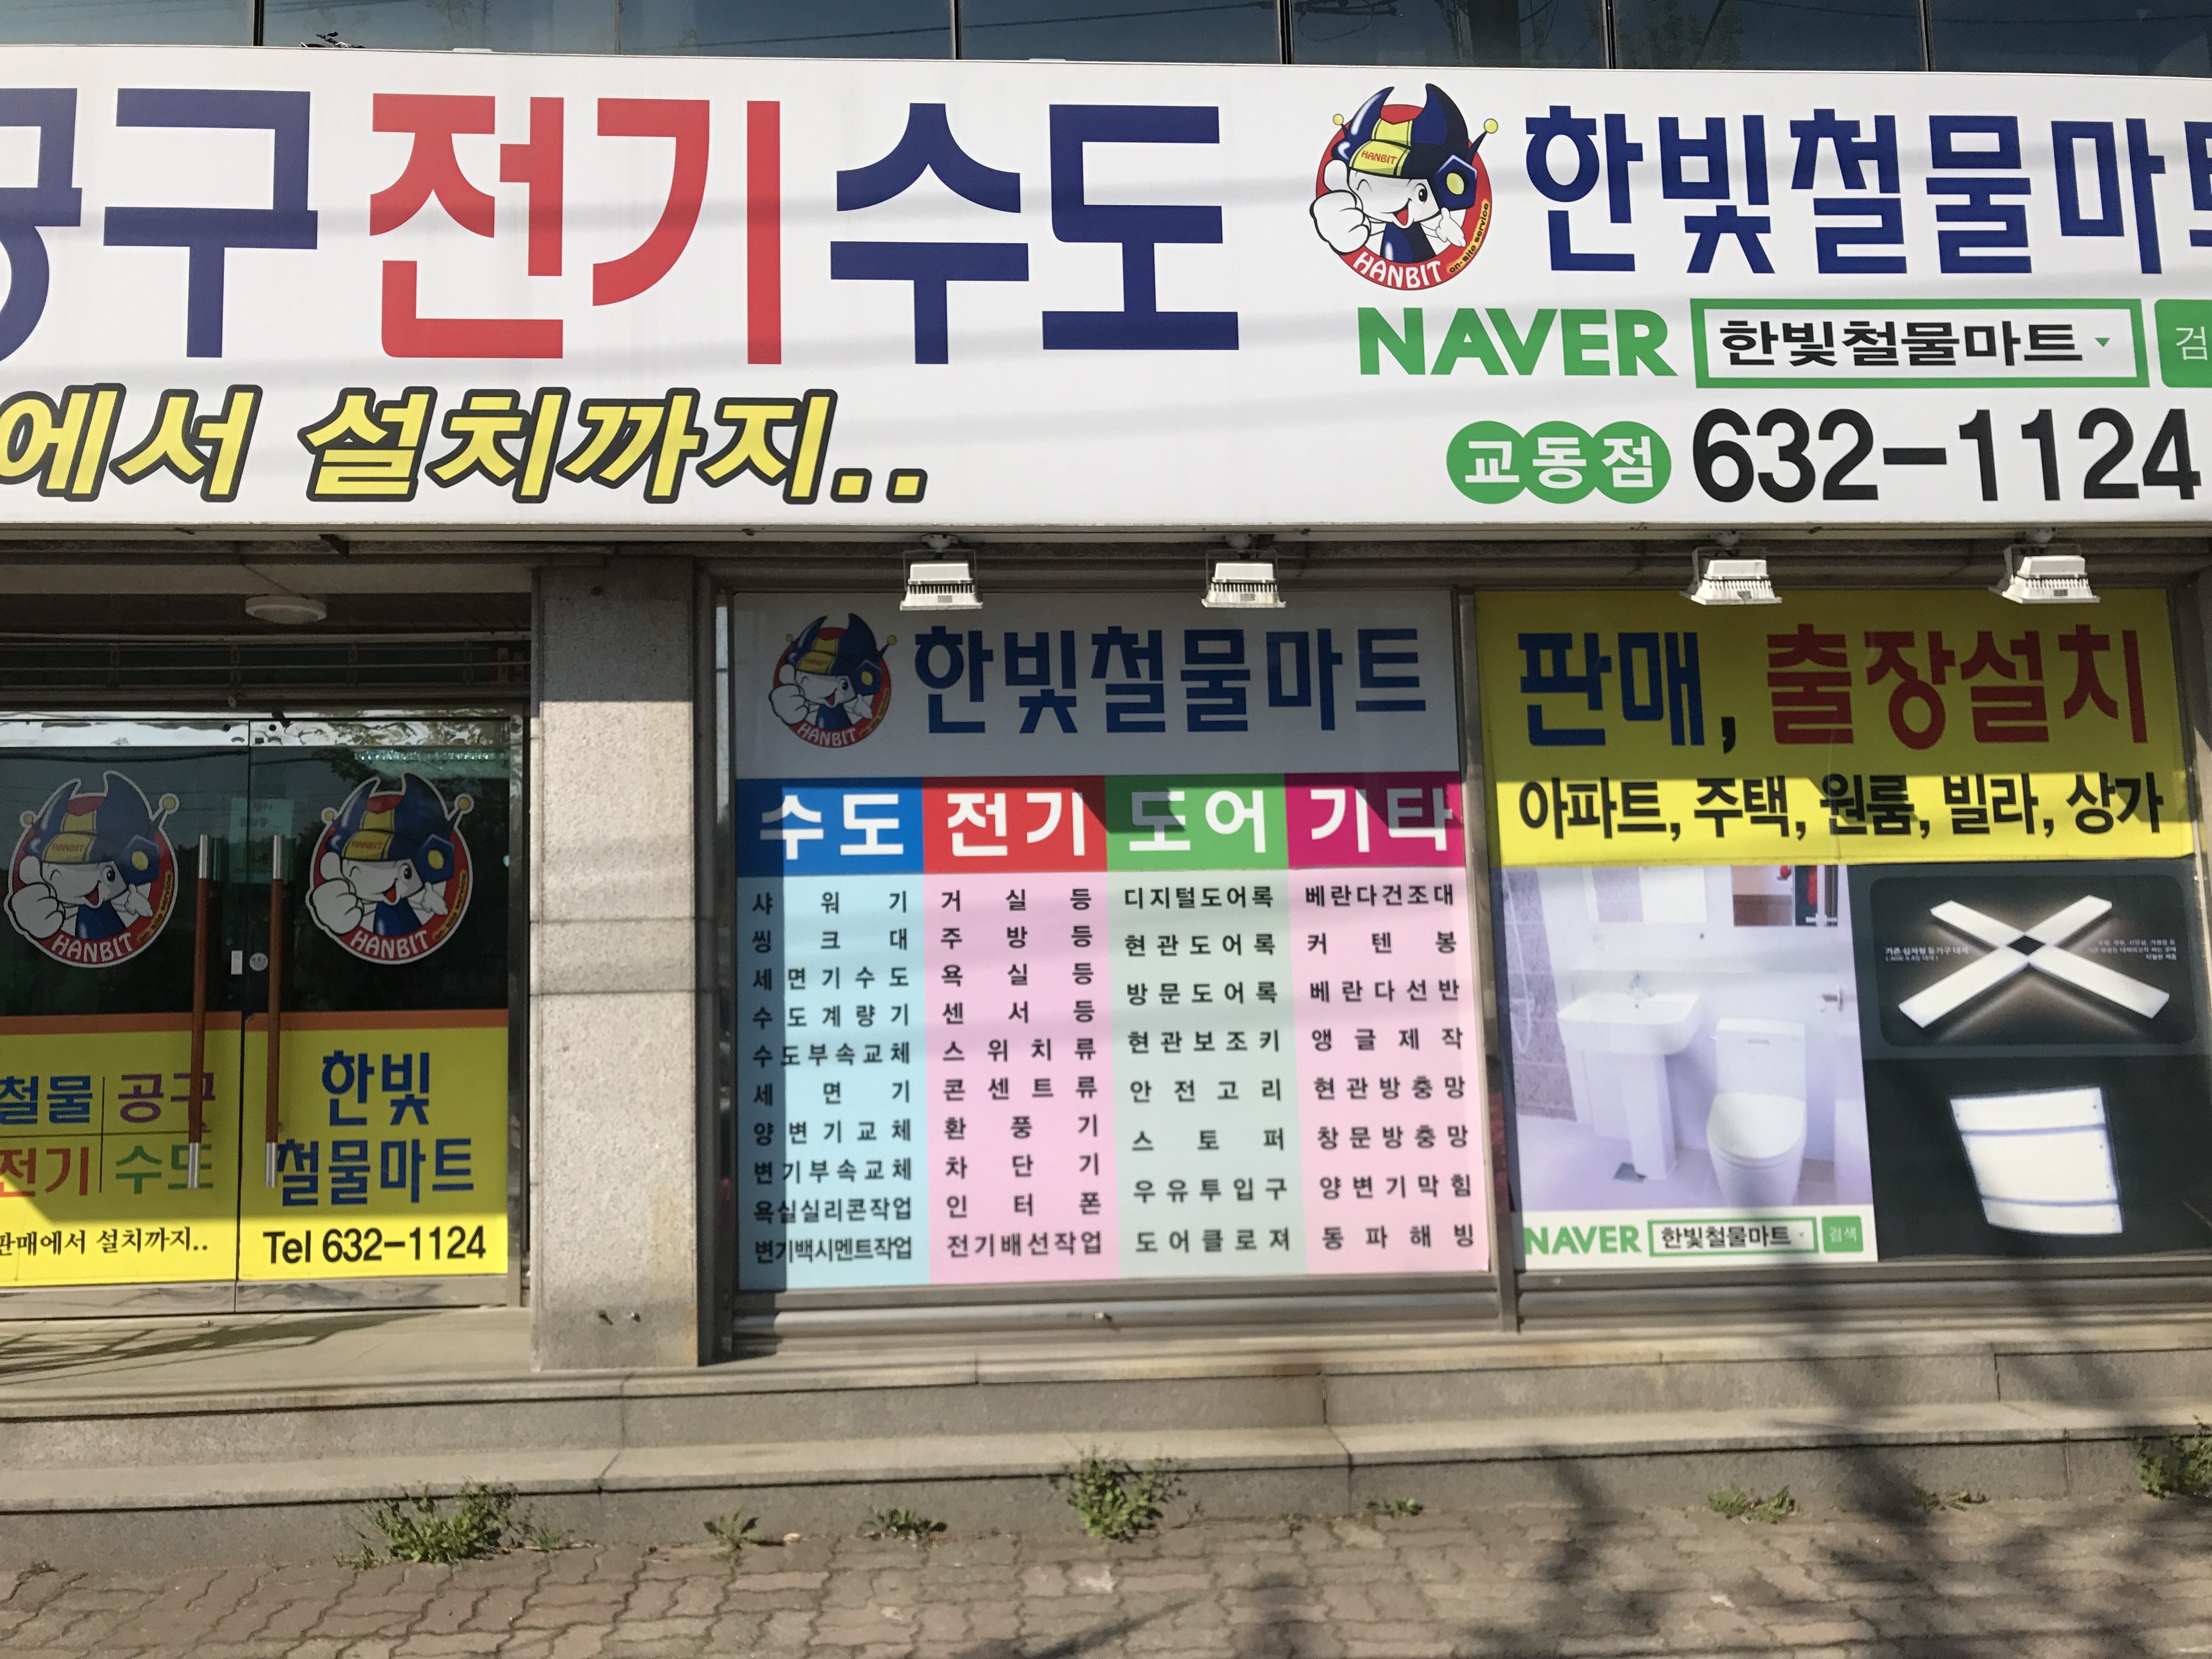 공구전기수도
HANBIT
HANBIT
on-site service
한빛철물마트
NAVER 한빛철물마트 검
에서 설치까지..
교동점 632-1124
HANBIT
한빛철물마트
수도 전기 도어 기타
샤워기 거실등 디지털도어록 베란다건조대
씽크대 주방등 현관도어록 커텐봉
세면기수도 욕실등 방문도어록 베란다선반
수도계량기 센서등 현관보조키 앵글제작
수도부속교체 스위치류 안전고리 현관방충망
세면기 콘센트류 스토퍼 창문방충망
양변기교체 환풍기 우유투입구 양변기막힘
변기부속교체 차단기 도어클로져 동파해빙
욕실실리콘작업 인터폰
변기백시멘트작업 전기배선작업
판매, 출장설치
아파트, 주택, 원룸, 빌라, 상가
NAVER 한빛철물마트 검색
HANBIT
HANBIT
HANBIT
HANBIT
철물 공구
전기 수도
판매에서 설치까지..
한빛
철물마트
Tel 632-1124